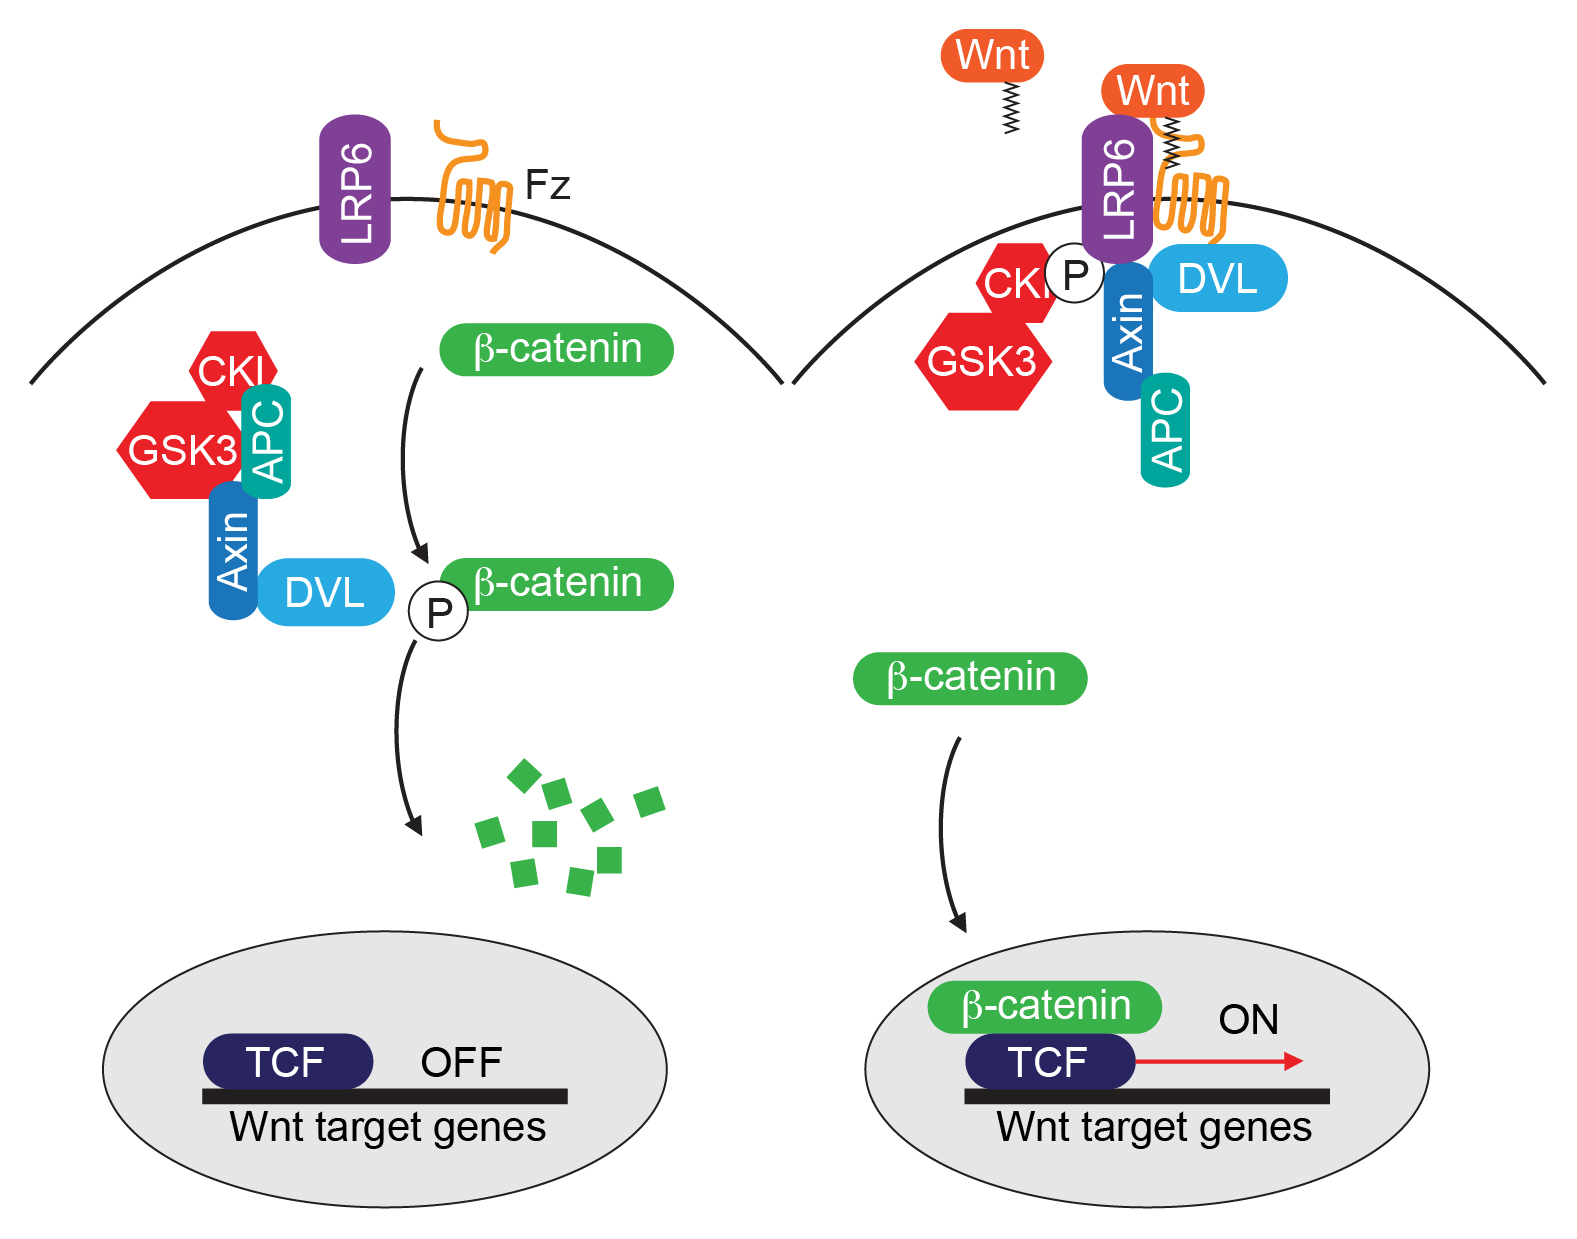 LRP6
Fz
β-catenin
CKI
GSK3
APC
Axin
DVL
P
β-catenin
TCF
OFF
Wnt target genes
Wnt
Wnt
LRP6
CKI
P
DVL
GSK3
Axin
APC
β-catenin
β-catenin
ON
TCF
Wnt target genes